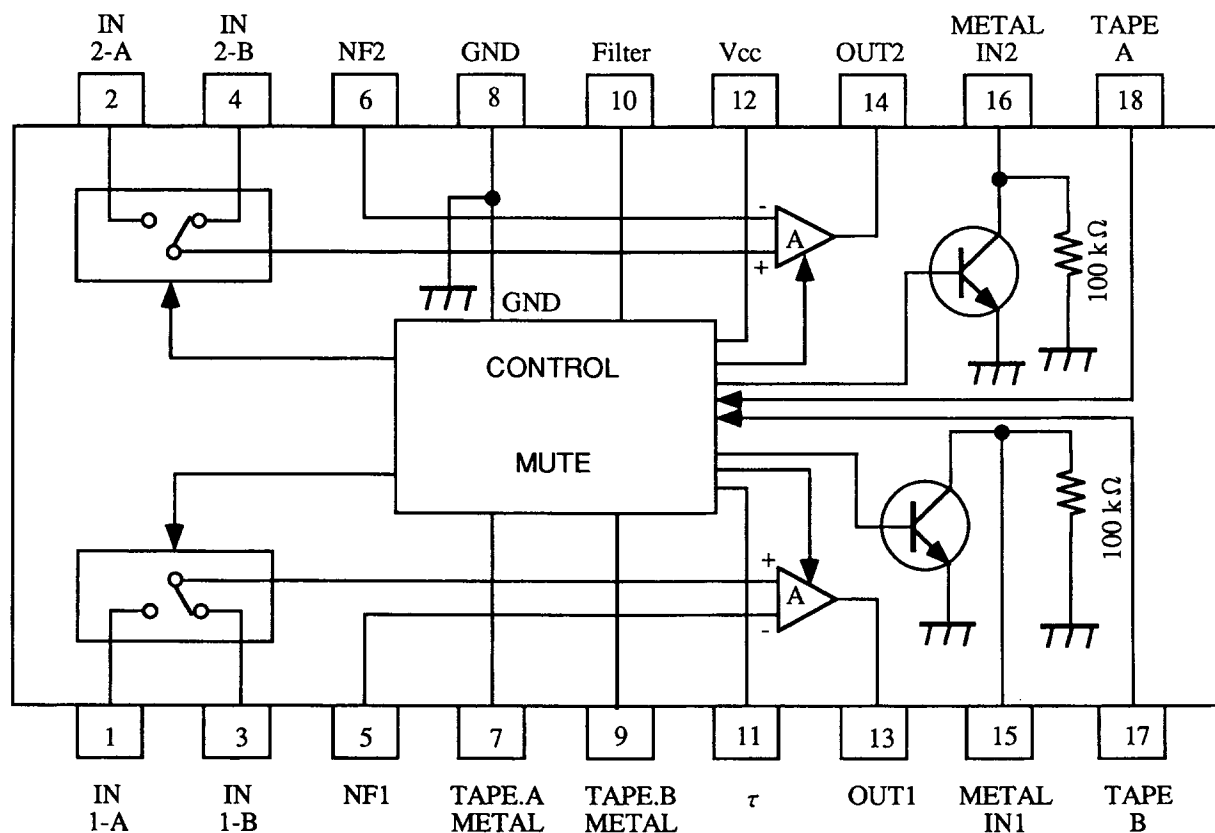 IN IN METAL TAPE
2-A 2-B NF2 GND Filter Vcc OUT2 IN2 A
2 4 6 8 10 12 14 16 18
-
A
+
100 kΩ
GND
CONTROL
MUTE
100 kΩ
+
A
-
1 3 5 7 9 11 13 15 17
IN IN NF1 TAPE.A TAPE.B τ OUT1 METAL TAPE
1-A 1-B METAL METAL IN1 B